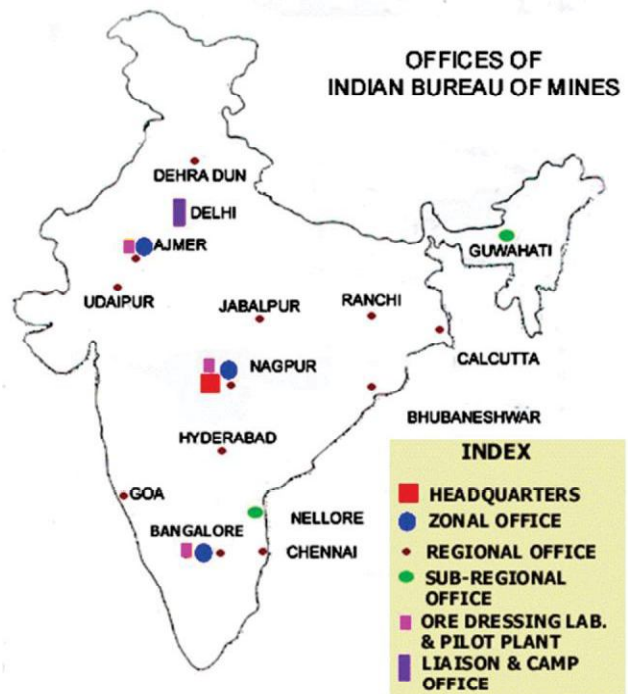 OFFICES OF
INDIAN BUREAU OF MINES
DEHRA DUN
DELHI
AJMER
GUWAHATI
UDAIPUR
JABALPUR
RANCHI
CALCUTTA
NAGPUR
BHUBANESHWAR
HYDERABAD
GOA
NELLORE
BANGALORE
CHENNAI
INDEX
HEADQUARTERS
ZONAL OFFICE
REGIONAL OFFICE
SUB-REGIONAL
OFFICE
ORE DRESSING LAB.
& PILOT PLANT
LIAISON & CAMP
OFFICE